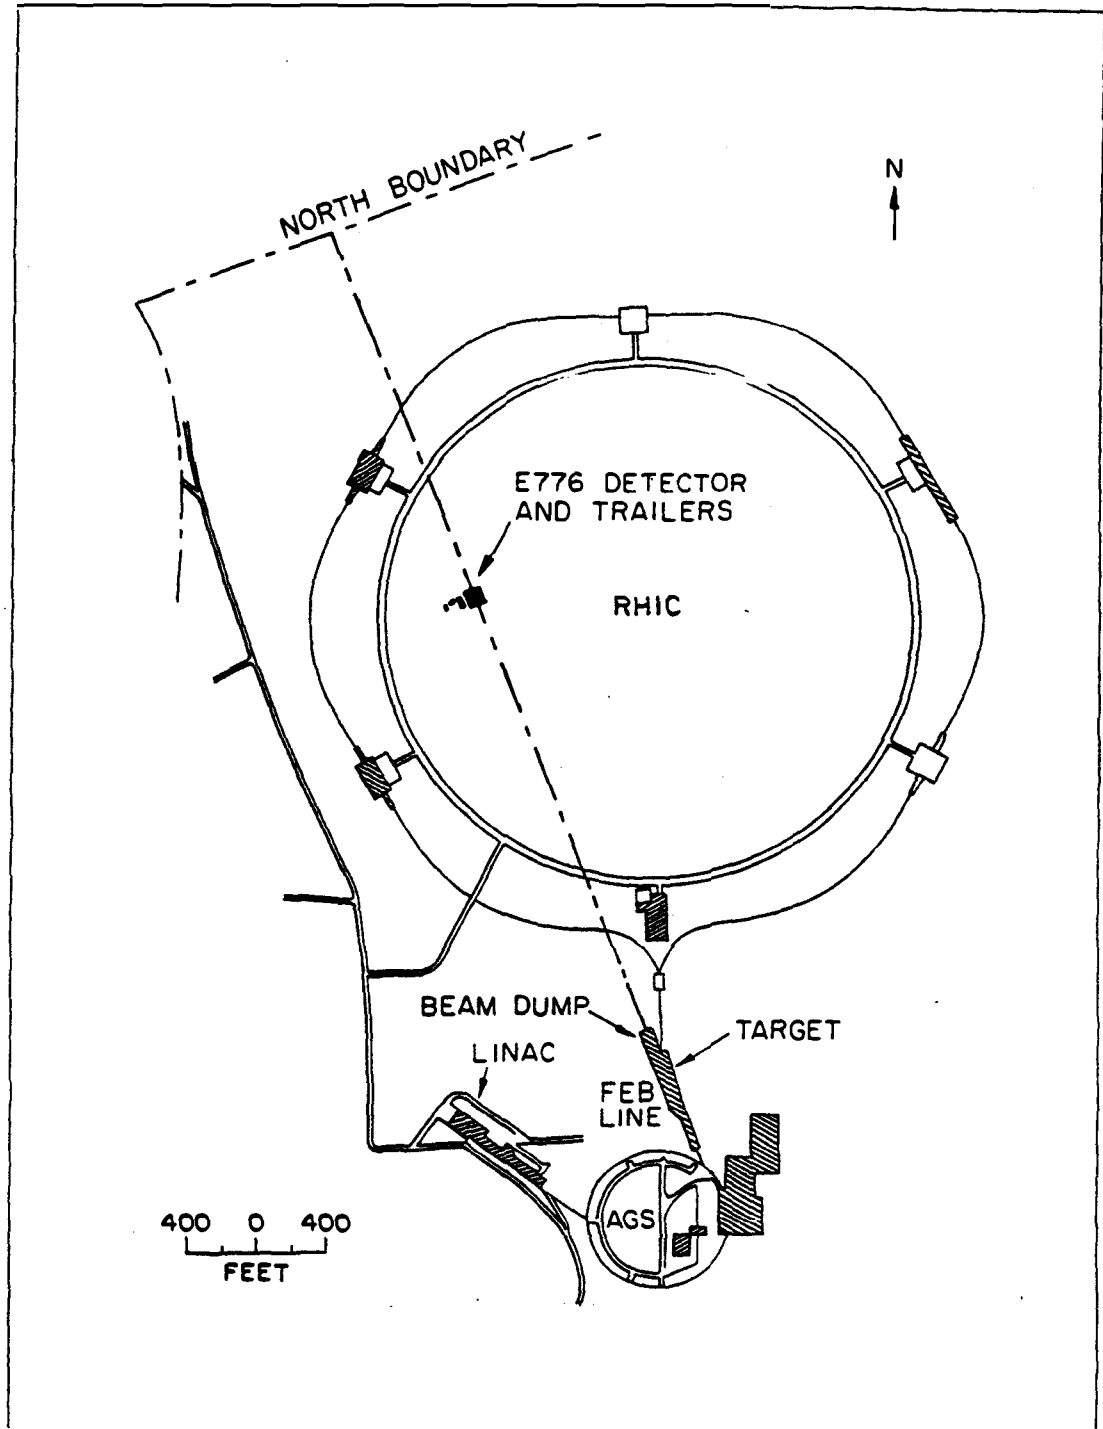 NORTH BOUNDARY
N
E776 DETECTOR
AND TRAILERS
RHIC
BEAM DUMP
TARGET
LINAC
FEB
LINE
AGS
400 0 400
FEET